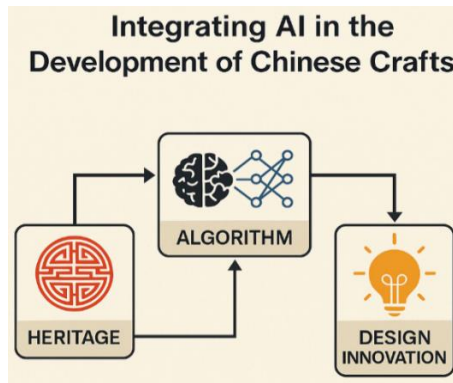 Integrating AI in the
Development of Chinese Crafts
ALGORITHM
HERITAGE
DESIGN
INNOVATION